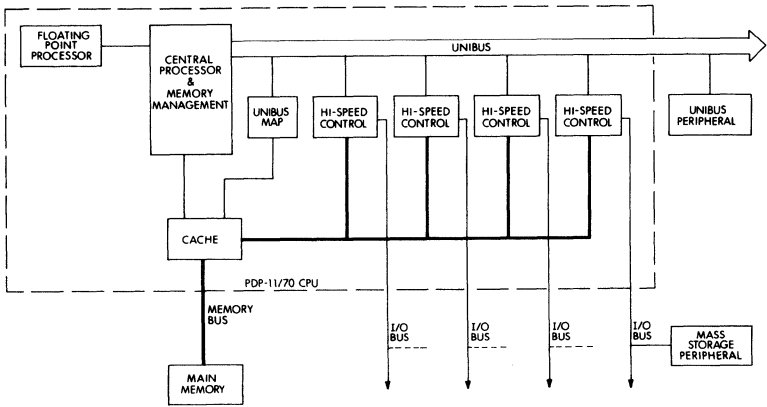 FLOATING
POINT
PROCESSOR
CENTRAL
PROCESSOR
&
MEMORY
MANAGEMENT
UNIBUS
UNIBUS
MAP
HI-SPEED
CONTROL
HI-SPEED
CONTROL
HI-SPEED
CONTROL
HI-SPEED
CONTROL
UNIBUS
PERIPHERAL
CACHE
PDP-11/70 CPU
MEMORY
BUS
I/O
BUS
I/O
BUS
I/O
BUS
I/O
BUS
MASS
STORAGE
PERIPHERAL
MAIN
MEMORY